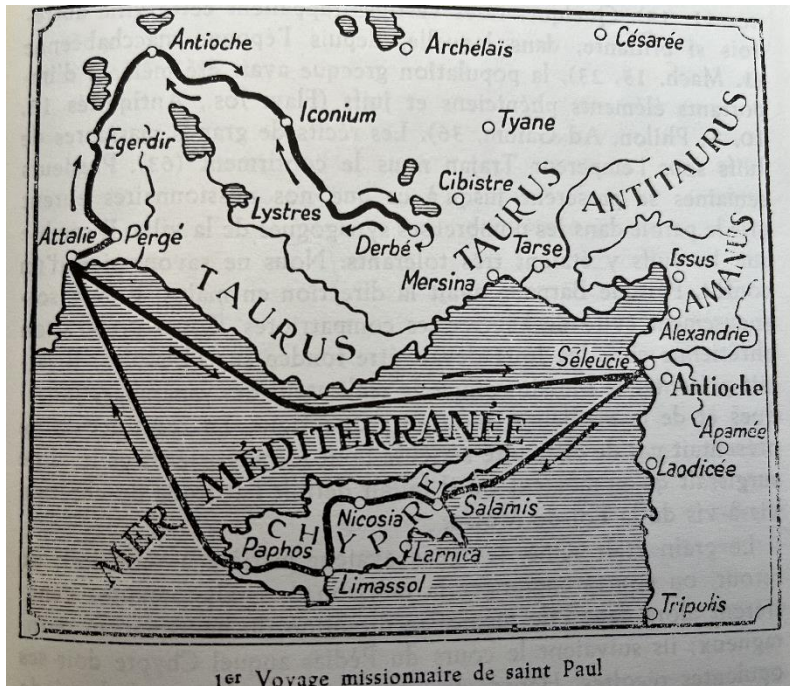 Antioche
Archélaïs
Césarée
Iconium
Tyane
Egerdir
Cibistre
ANTITAURUS
Lystres
TAURUS
Attalie
Pergé
Derbé
Tarse
Issus
Mersina
AMANUS
TAURUS
Alexandrie
Séleucie
Antioche
MER MÉDITERRANÉE
Apamée
Laodicée
Nicosia
Salamis
CHYPRE
Paphos
Larnica
Limassol
Tripolis
1er Voyage missionnaire de saint Paul